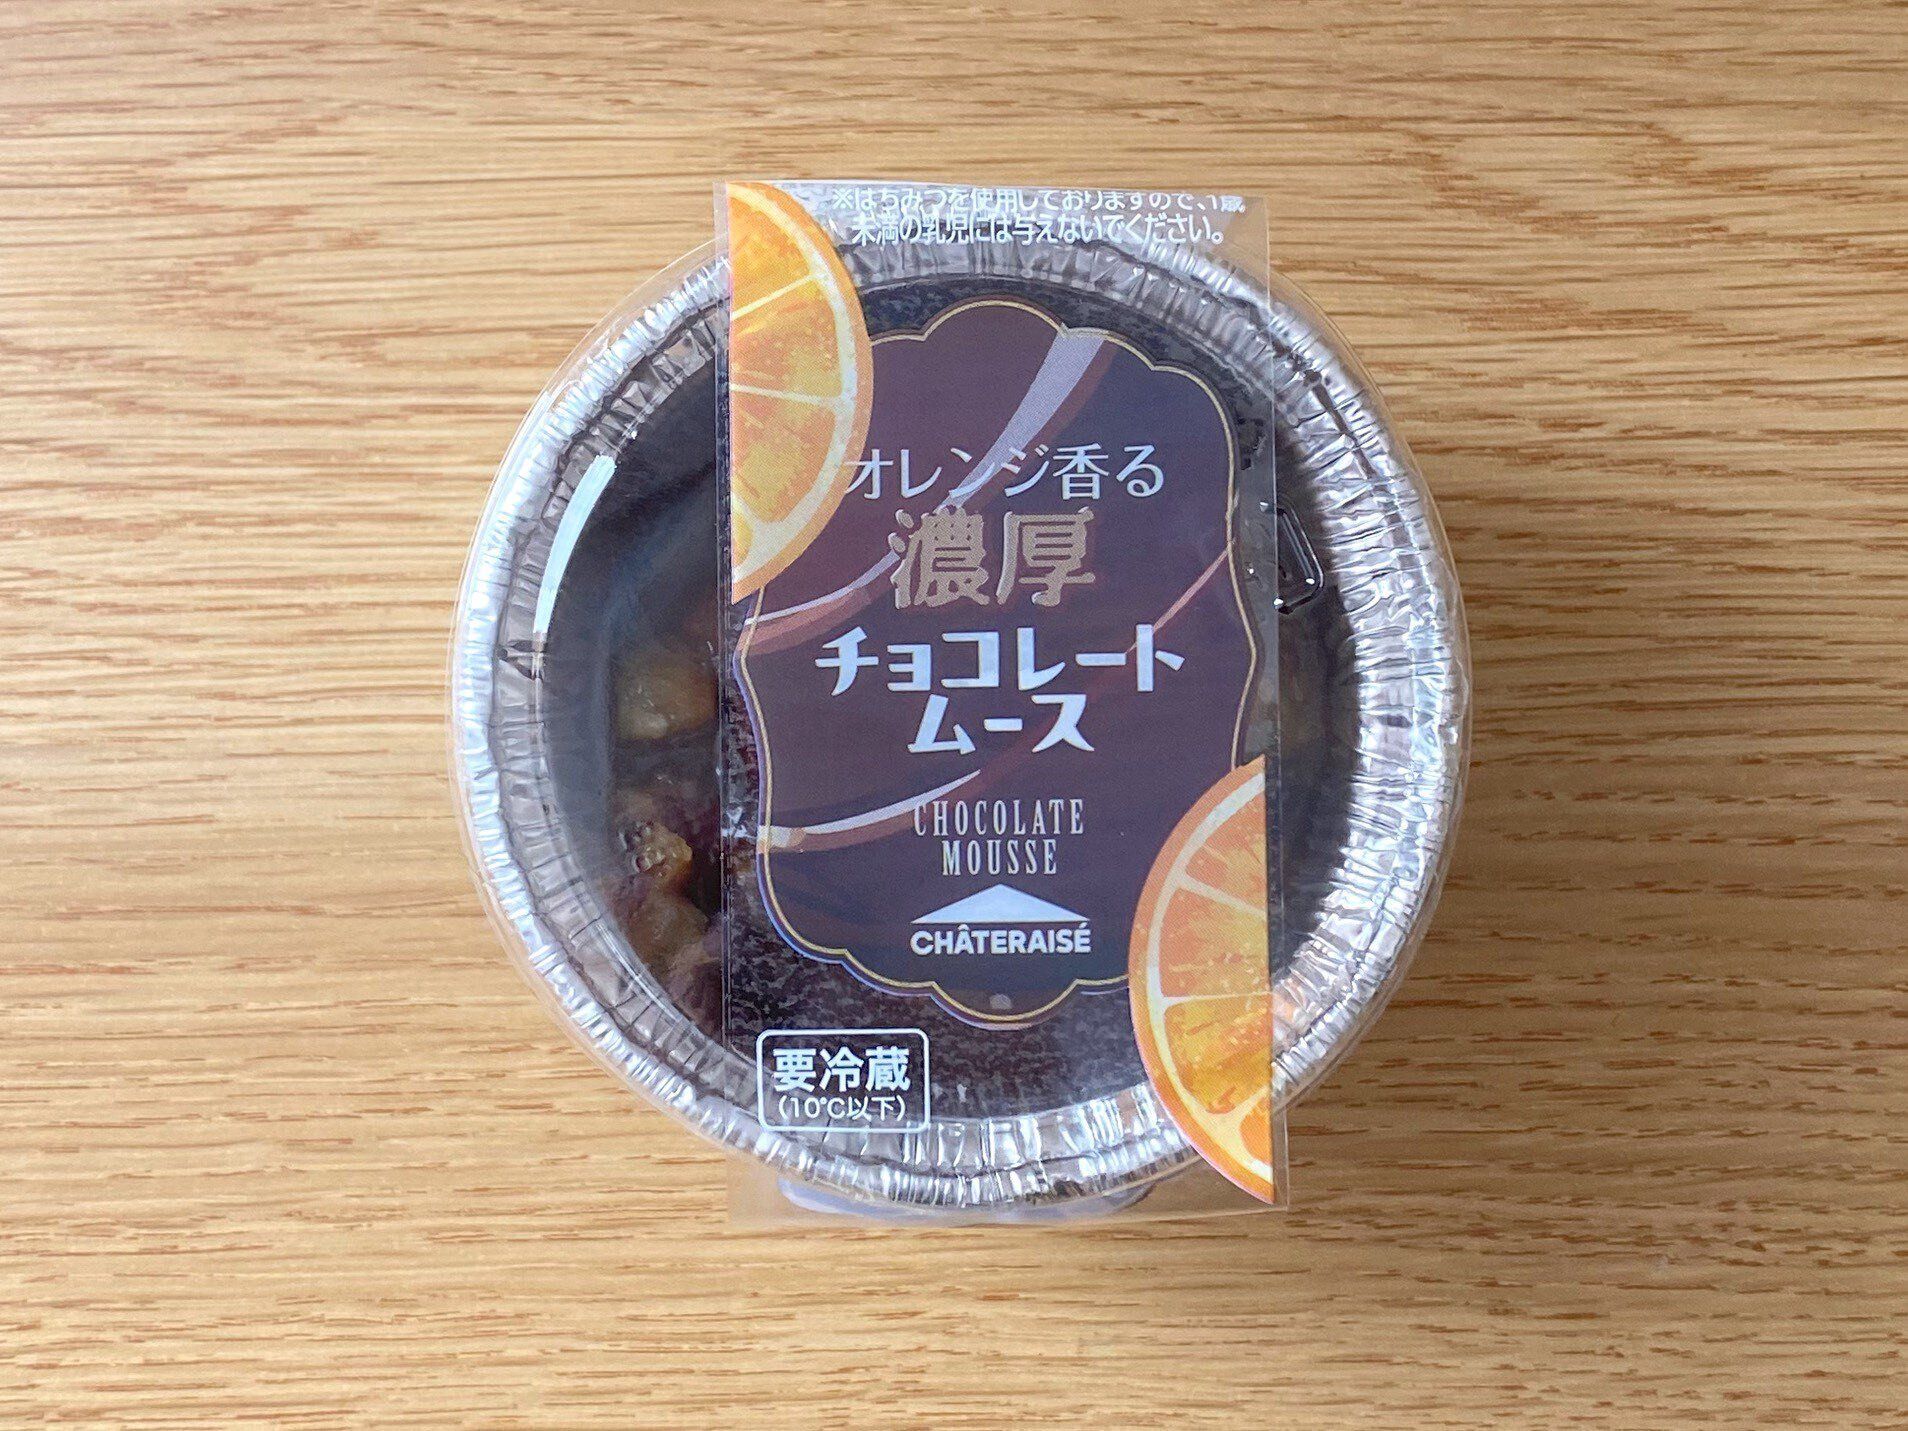 ※はちみつを使用しておりますので、1歳
未満の乳児には与えないでください。
オレンジ香る
濃厚
チョコレート
ムース
CHOCOLATE
MOUSSE
CHÂTERAISÉ
要冷蔵
(10℃以下)